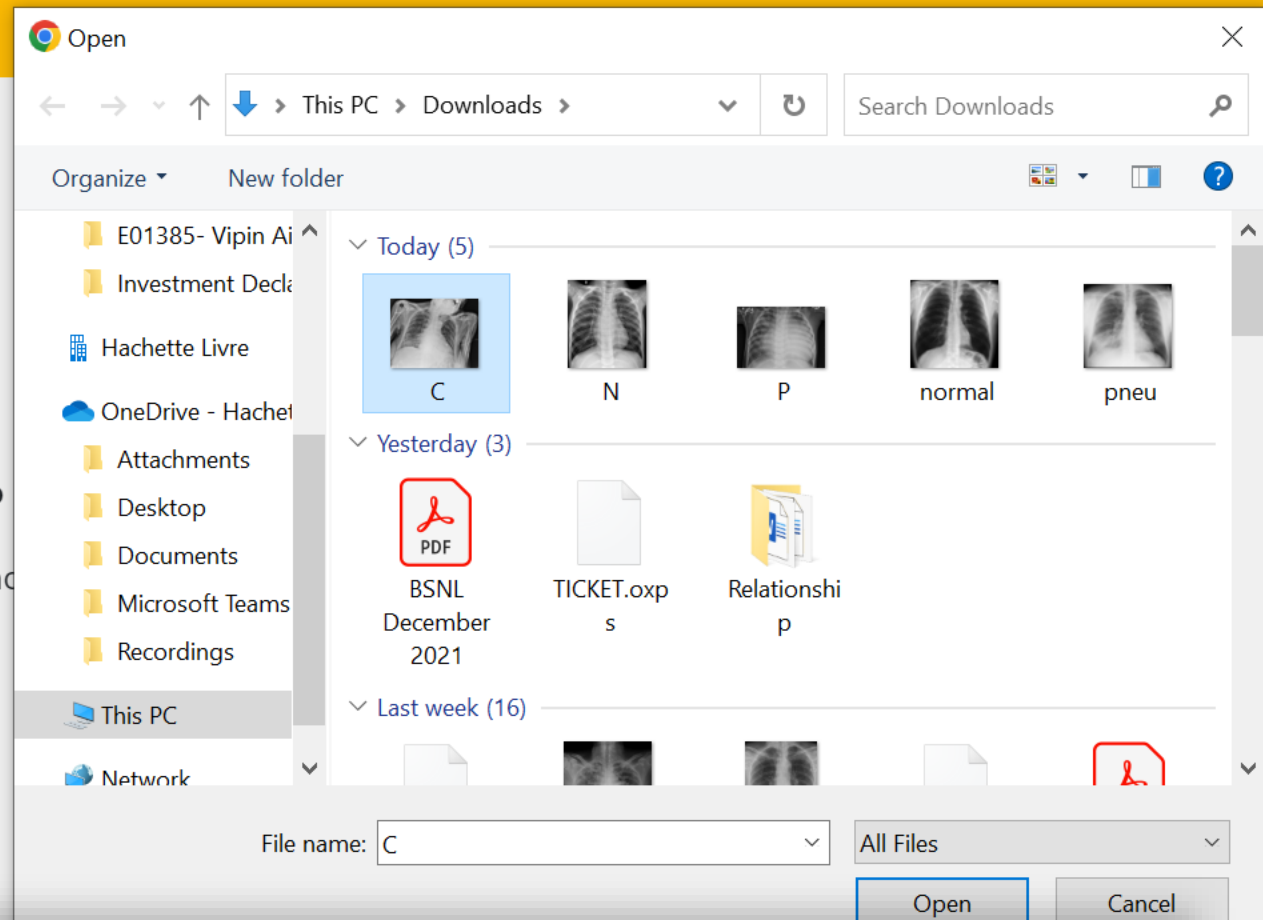 Open
This PC > Downloads >
Search Downloads
Organize
New folder
?
E01385- Vipin Ai
Investment Decla
Hachette Livre
OneDrive - Hachet
Attachments
Desktop
Documents
Microsoft Teams
Recordings
This PC
Network
Today (5)
C
N
P
normal
pneu
Yesterday (3)
PDF
BSNL
December
2021
TICKET.oxp
s
Relationshi
p
Last week (16)
File name: C
All Files
Open
Cancel